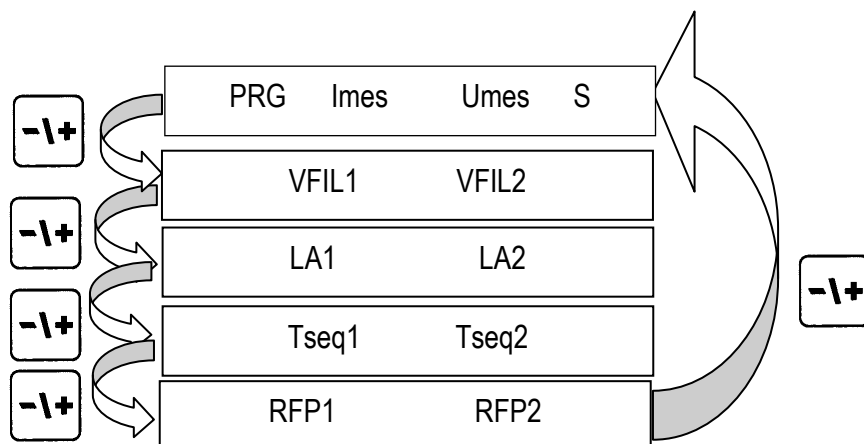 PRG Imes Umes S
-\+
VFIL1 VFIL2
-\+
LA1 LA2
-\+
-\+
Tseq1 Tseq2
-\+
RFP1 RFP2